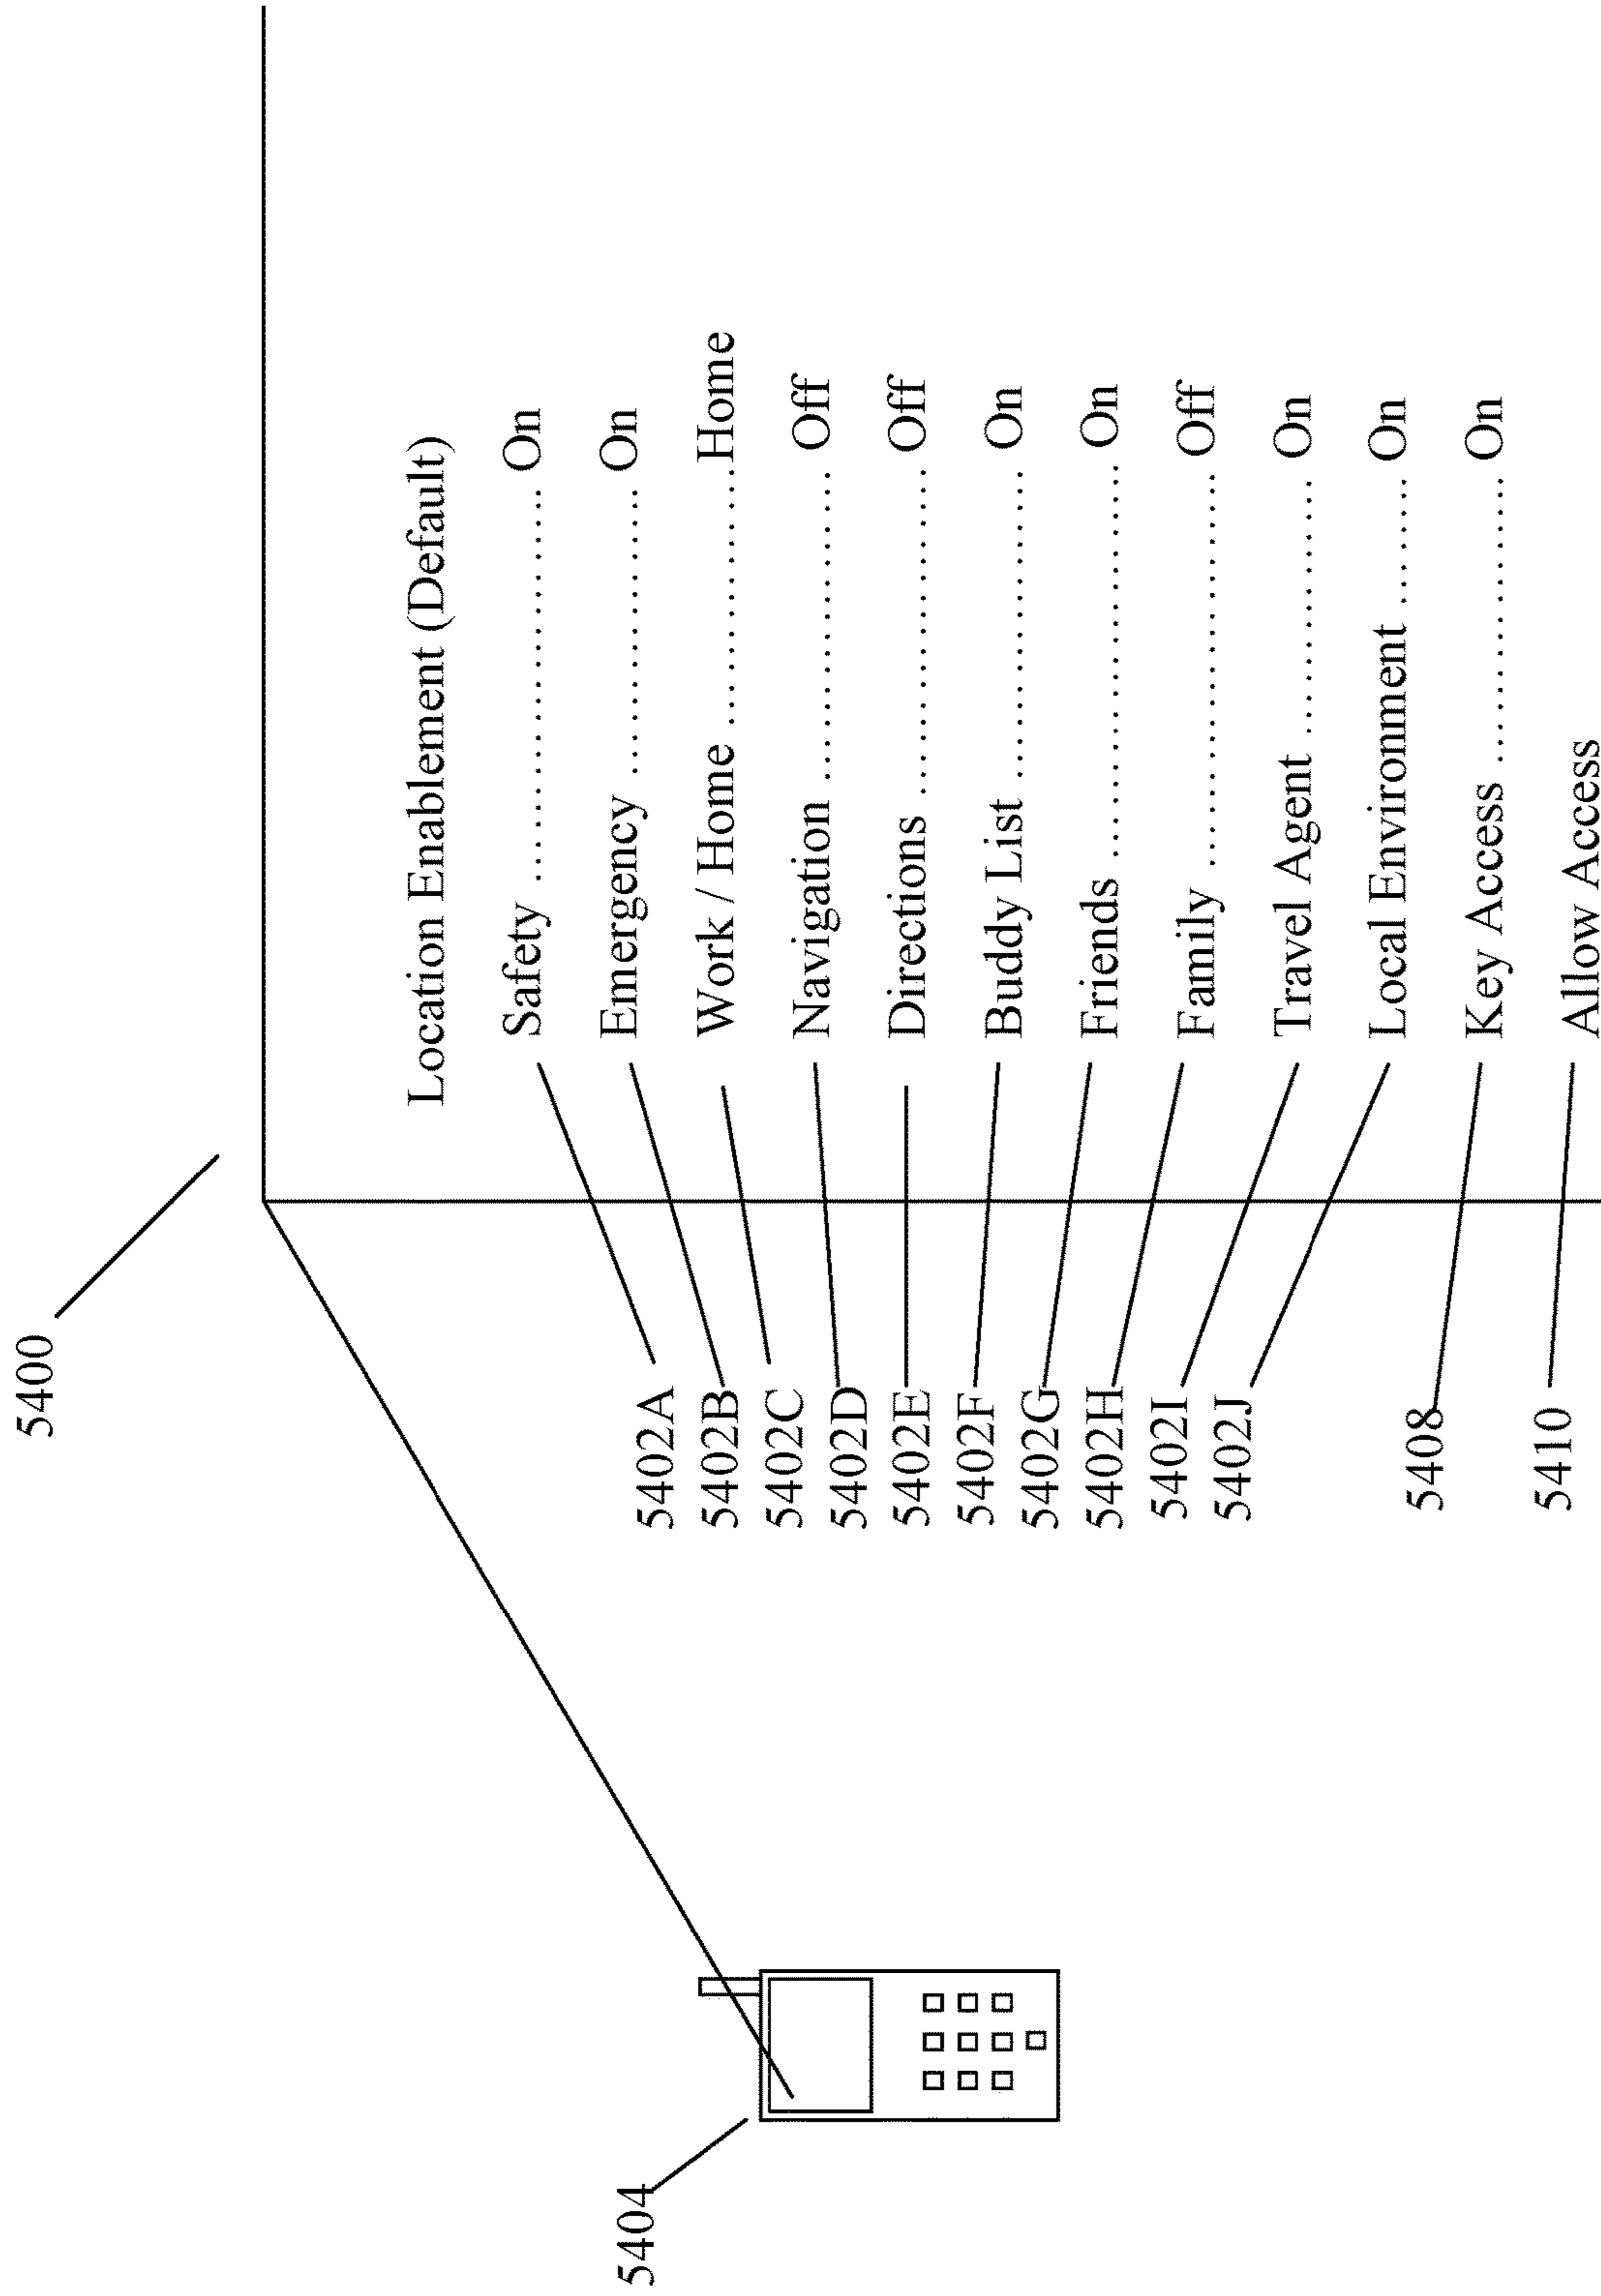 5400
Location Enablement (Default)
5402A Safety ........................ On
5402B Emergency .................. On
5402C Work / Home ................ Home
5402D Navigation .................... Off
5402E Directions ..................... Off
5402F Buddy List .................... On
5402G Friends ......................... On
5402H Family ......................... Off
5402I Travel Agent ................ On
5402J Local Environment ........ On
5408 Key Access .................. On
5410 Allow Access
5404